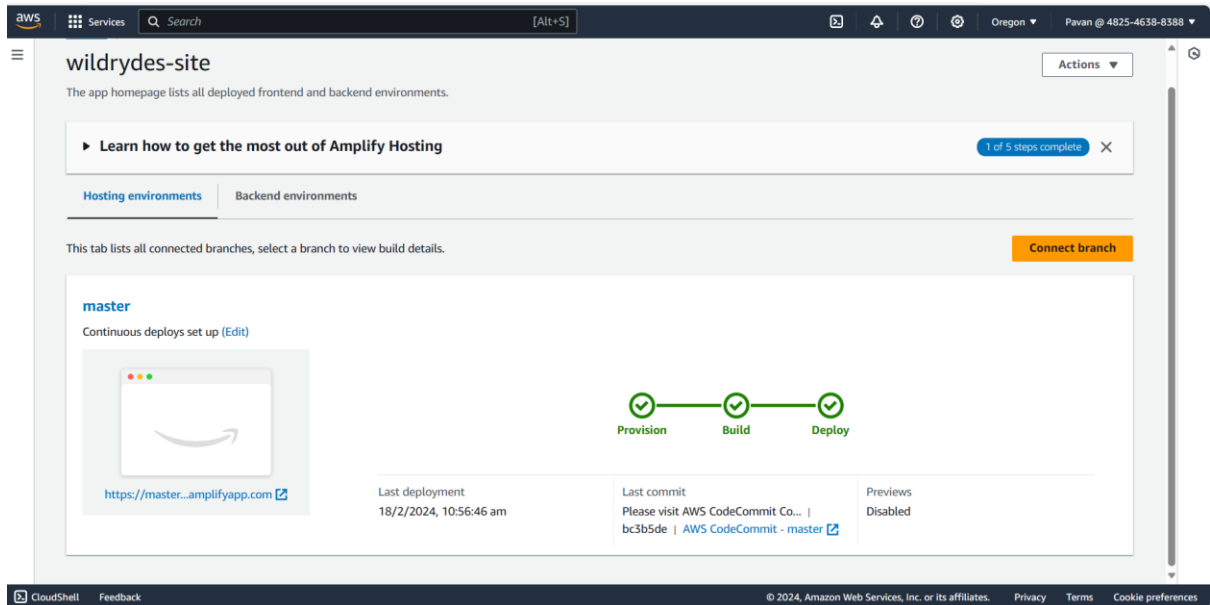 aws
Services
Search
[Alt+S]
Oregon ▼
Pavan @ 4825-4638-8388 ▼
wildrydes-site
Actions ▼
The app homepage lists all deployed frontend and backend environments.
Learn how to get the most out of Amplify Hosting
1 of 5 steps complete
Hosting environments
Backend environments
This tab lists all connected branches, select a branch to view build details.
Connect branch
master
Continuous deploys set up (Edit)
Provision
Build
Deploy
https://master...amplifyapp.com
Last deployment
18/2/2024, 10:56:46 am
Last commit
Please visit AWS CodeCommit Co... |
bc3b5de | AWS CodeCommit - master
Previews
Disabled
CloudShell
Feedback
© 2024, Amazon Web Services, Inc. or its affiliates.
Privacy
Terms
Cookie preferences